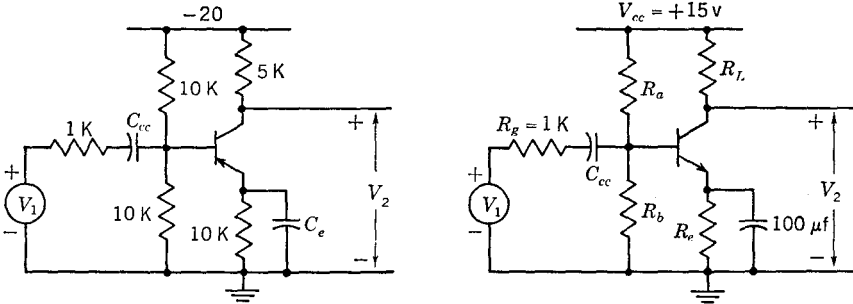 -20
5 K
10 K
1 K
C_cc
+
+
V_1
V_2
-
10 K
10 K
C_e
-
V_cc = +15 v
R_L
R_a
R_g = 1 K
C_cc
+
+
V_1
V_2
-
R_b
R_e
100 μf
-